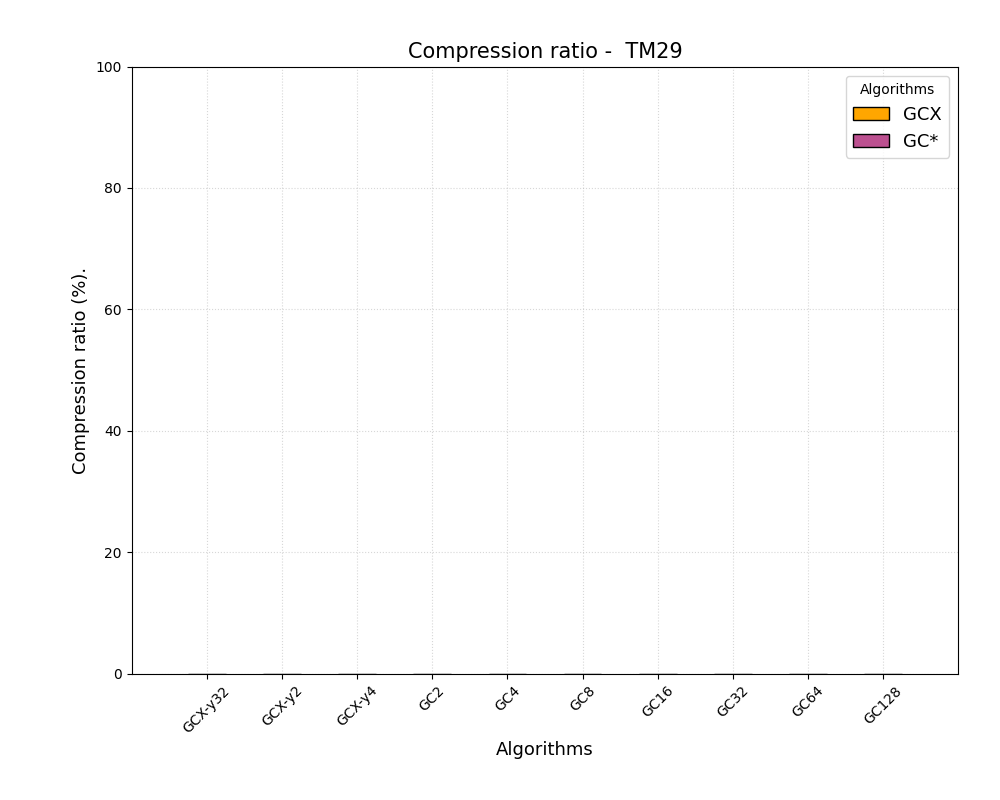 Compression ratio -  TM29
Algorithms
GCX
GC*
100
80
60
40
20
0
Compression ratio (%).
GCX-y32
GCX-y2
GCX-y4
GC2
GC4
GC8
GC16
GC32
GC64
GC128
Algorithms